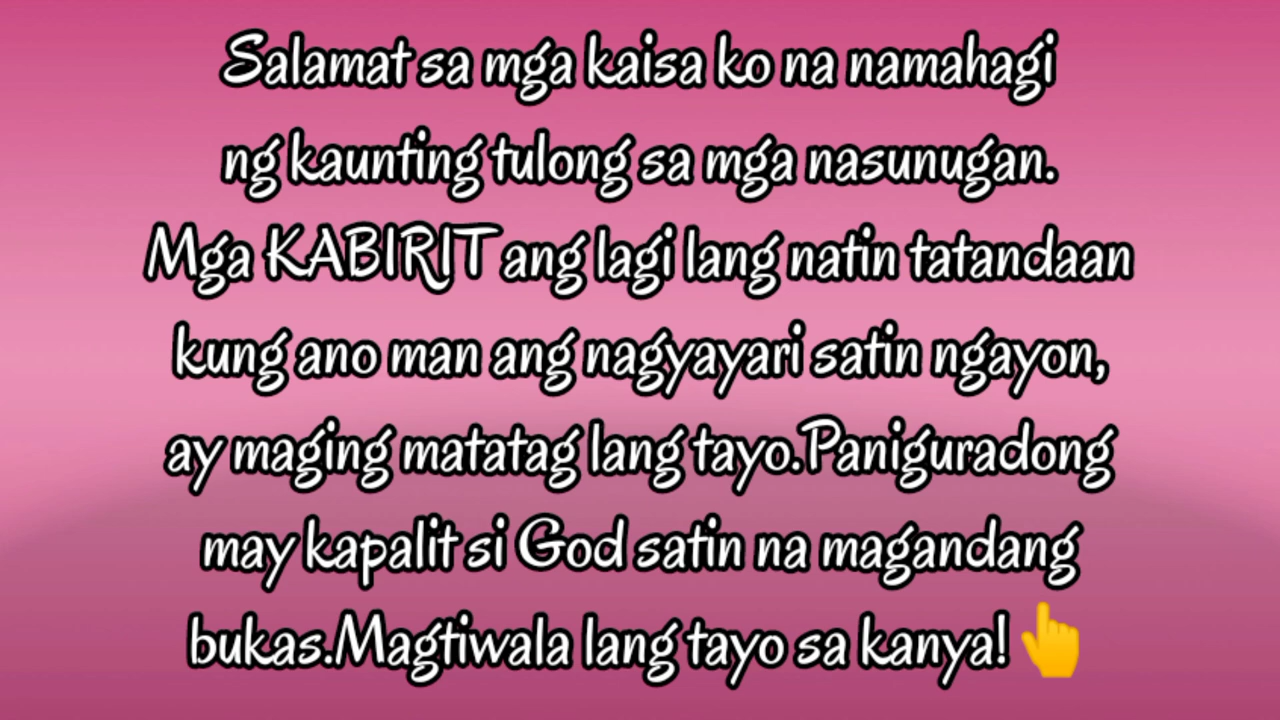 Salamat sa mga kaisa ko na namahagi
ng kaunting tulong sa mga nasunugan.
Mga KABIRIT ang lagi lang natin tatandaan
kung ano man ang nagyayari satin ngayon,
ay maging matatag lang tayo.Paniguradong
may kapalit si God satin na magandang
bukas.Magtiwala lang tayo sa kanya!👆